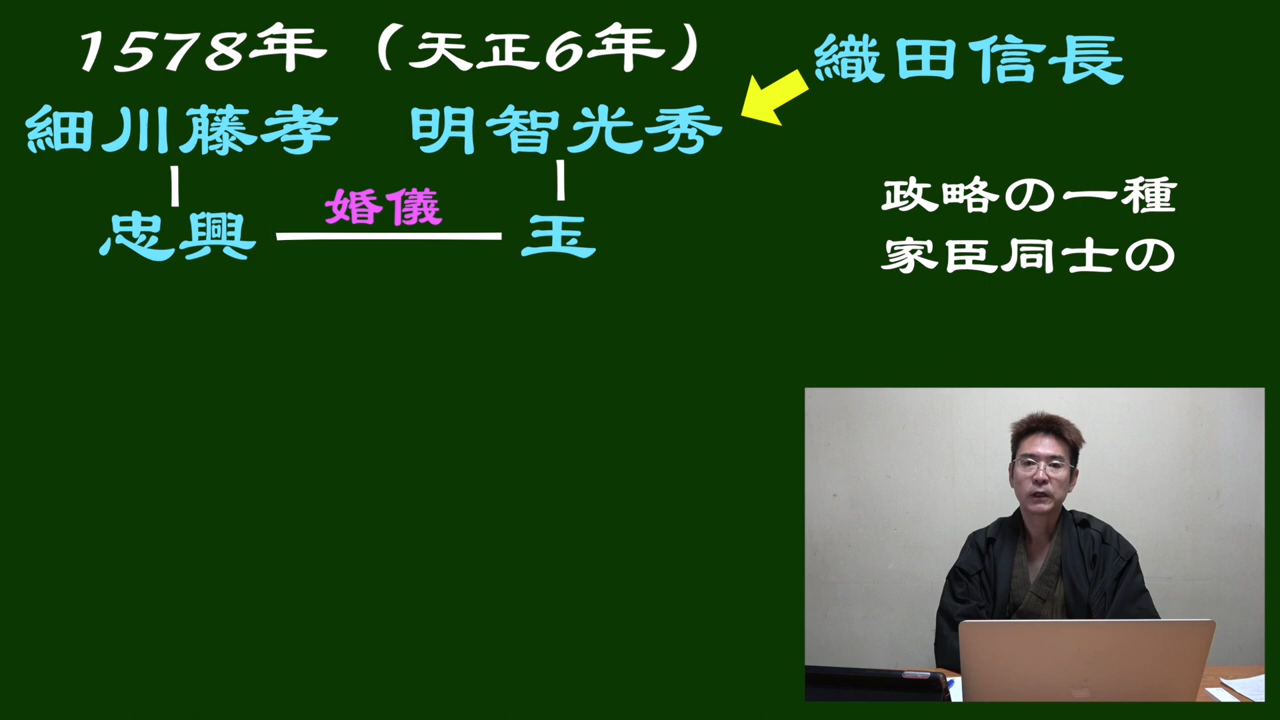 1578年（天正6年）
織田信長
細川藤孝 明智光秀
婚儀
忠興 玉
政略の一種
家臣同士の